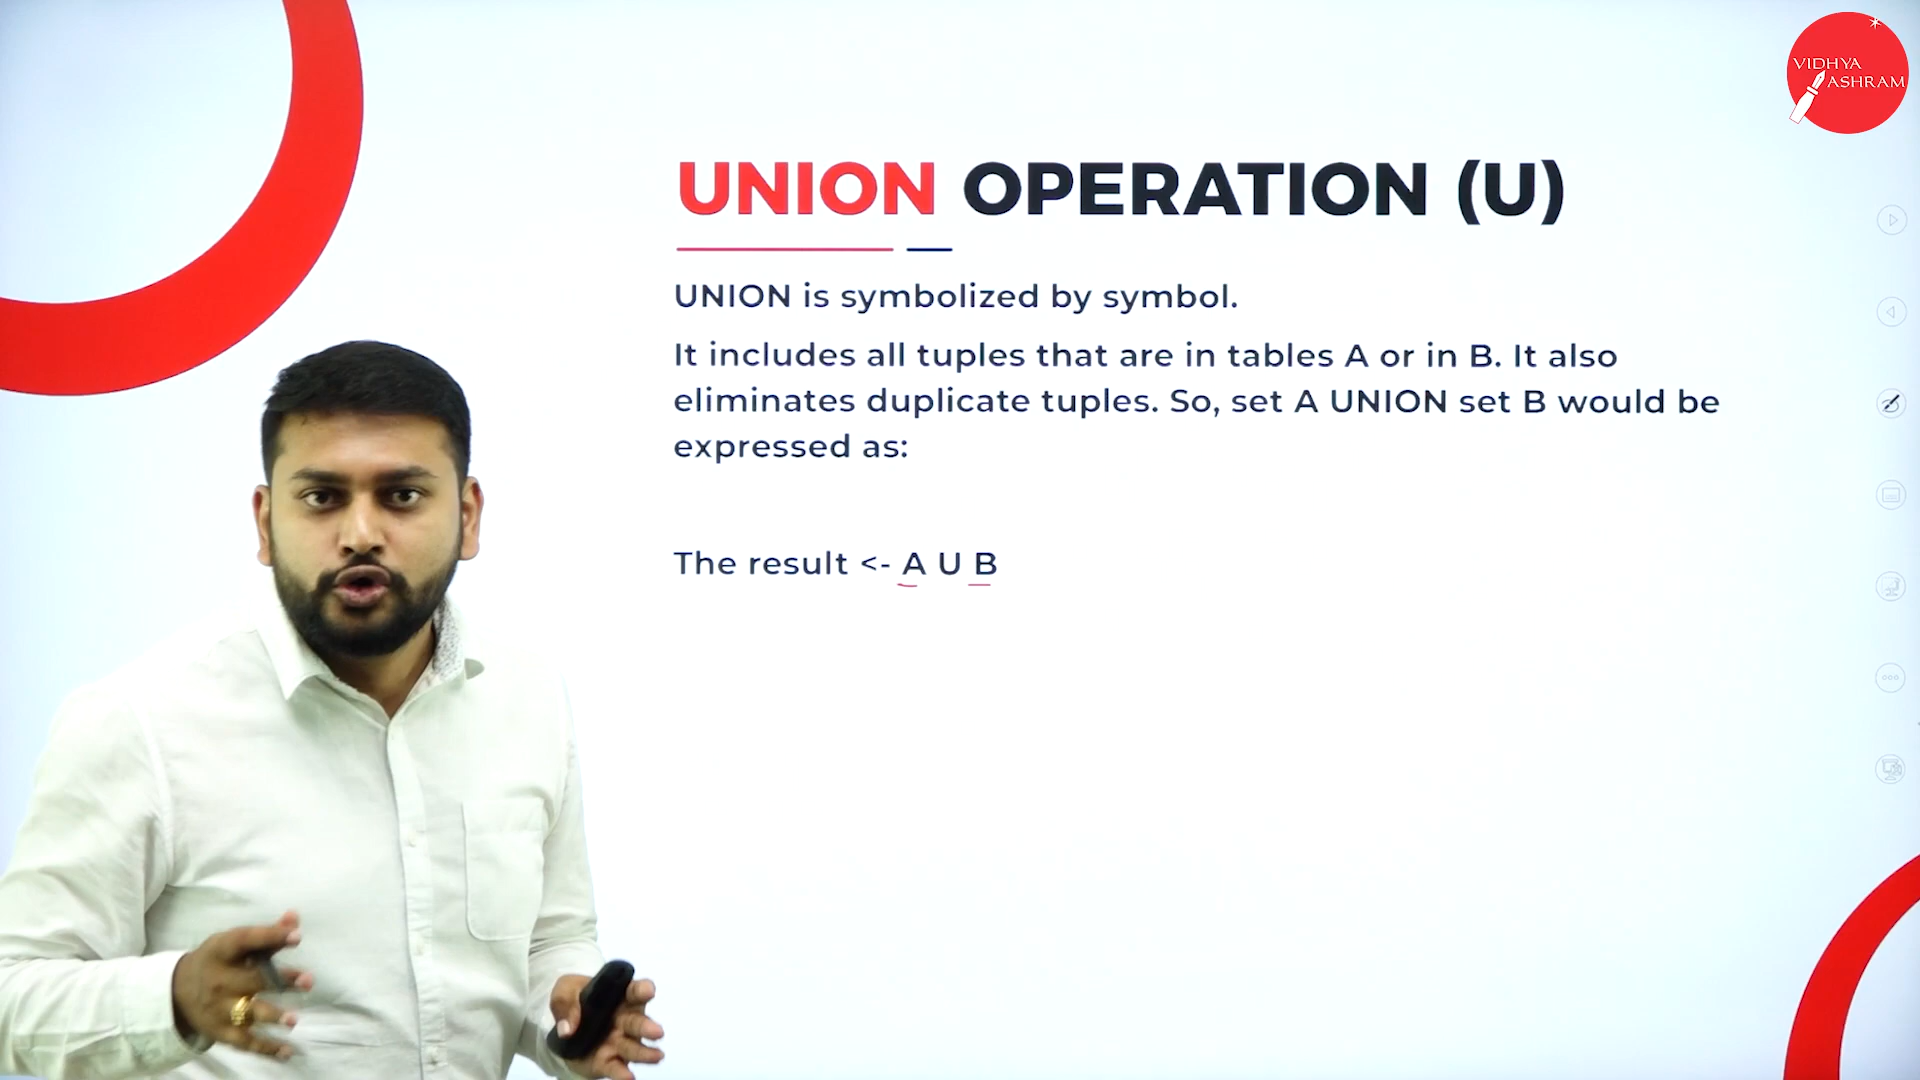 VIDHYA
ASHRAM
UNION OPERATION (U)
UNION is symbolized by symbol.
It includes all tuples that are in tables A or in B. It also
eliminates duplicate tuples. So, set A UNION set B would be
expressed as:
The result <- A U B